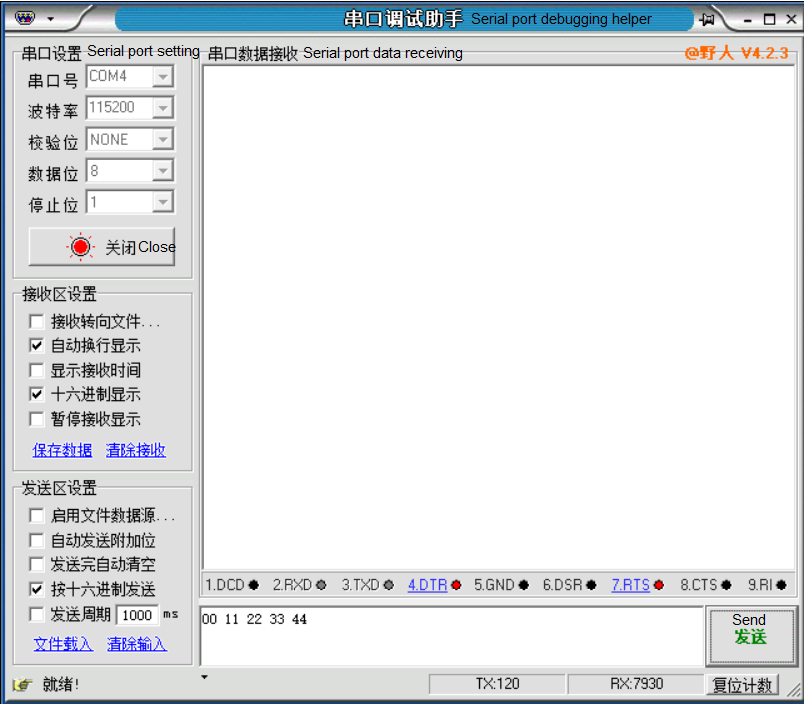 串口调试助手 Serial port debugging helper
串口设置 Serial port setting
串口号 COM4
波特率 115200
校验位 NONE
数据位 8
停止位 1
关闭Close
接收区设置
接收转向文件...
自动换行显示
显示接收时间
十六进制显示
暂停接收显示
保存数据 清除接收
发送区设置
启用文件数据源...
自动发送附加位
发送完自动清空
按十六进制发送
发送周期 1000 ms
文件载入 清除输入
串口数据接收 Serial port data receiving
@野人 V4.2.3
1.DCD 2.RXD 3.TXD 4.DTR 5.GND 6.DSR 7.RTS 8.CTS 9.RI
00 11 22 33 44
Send
发送
就绪! TX:120 RX:7930 复位计数